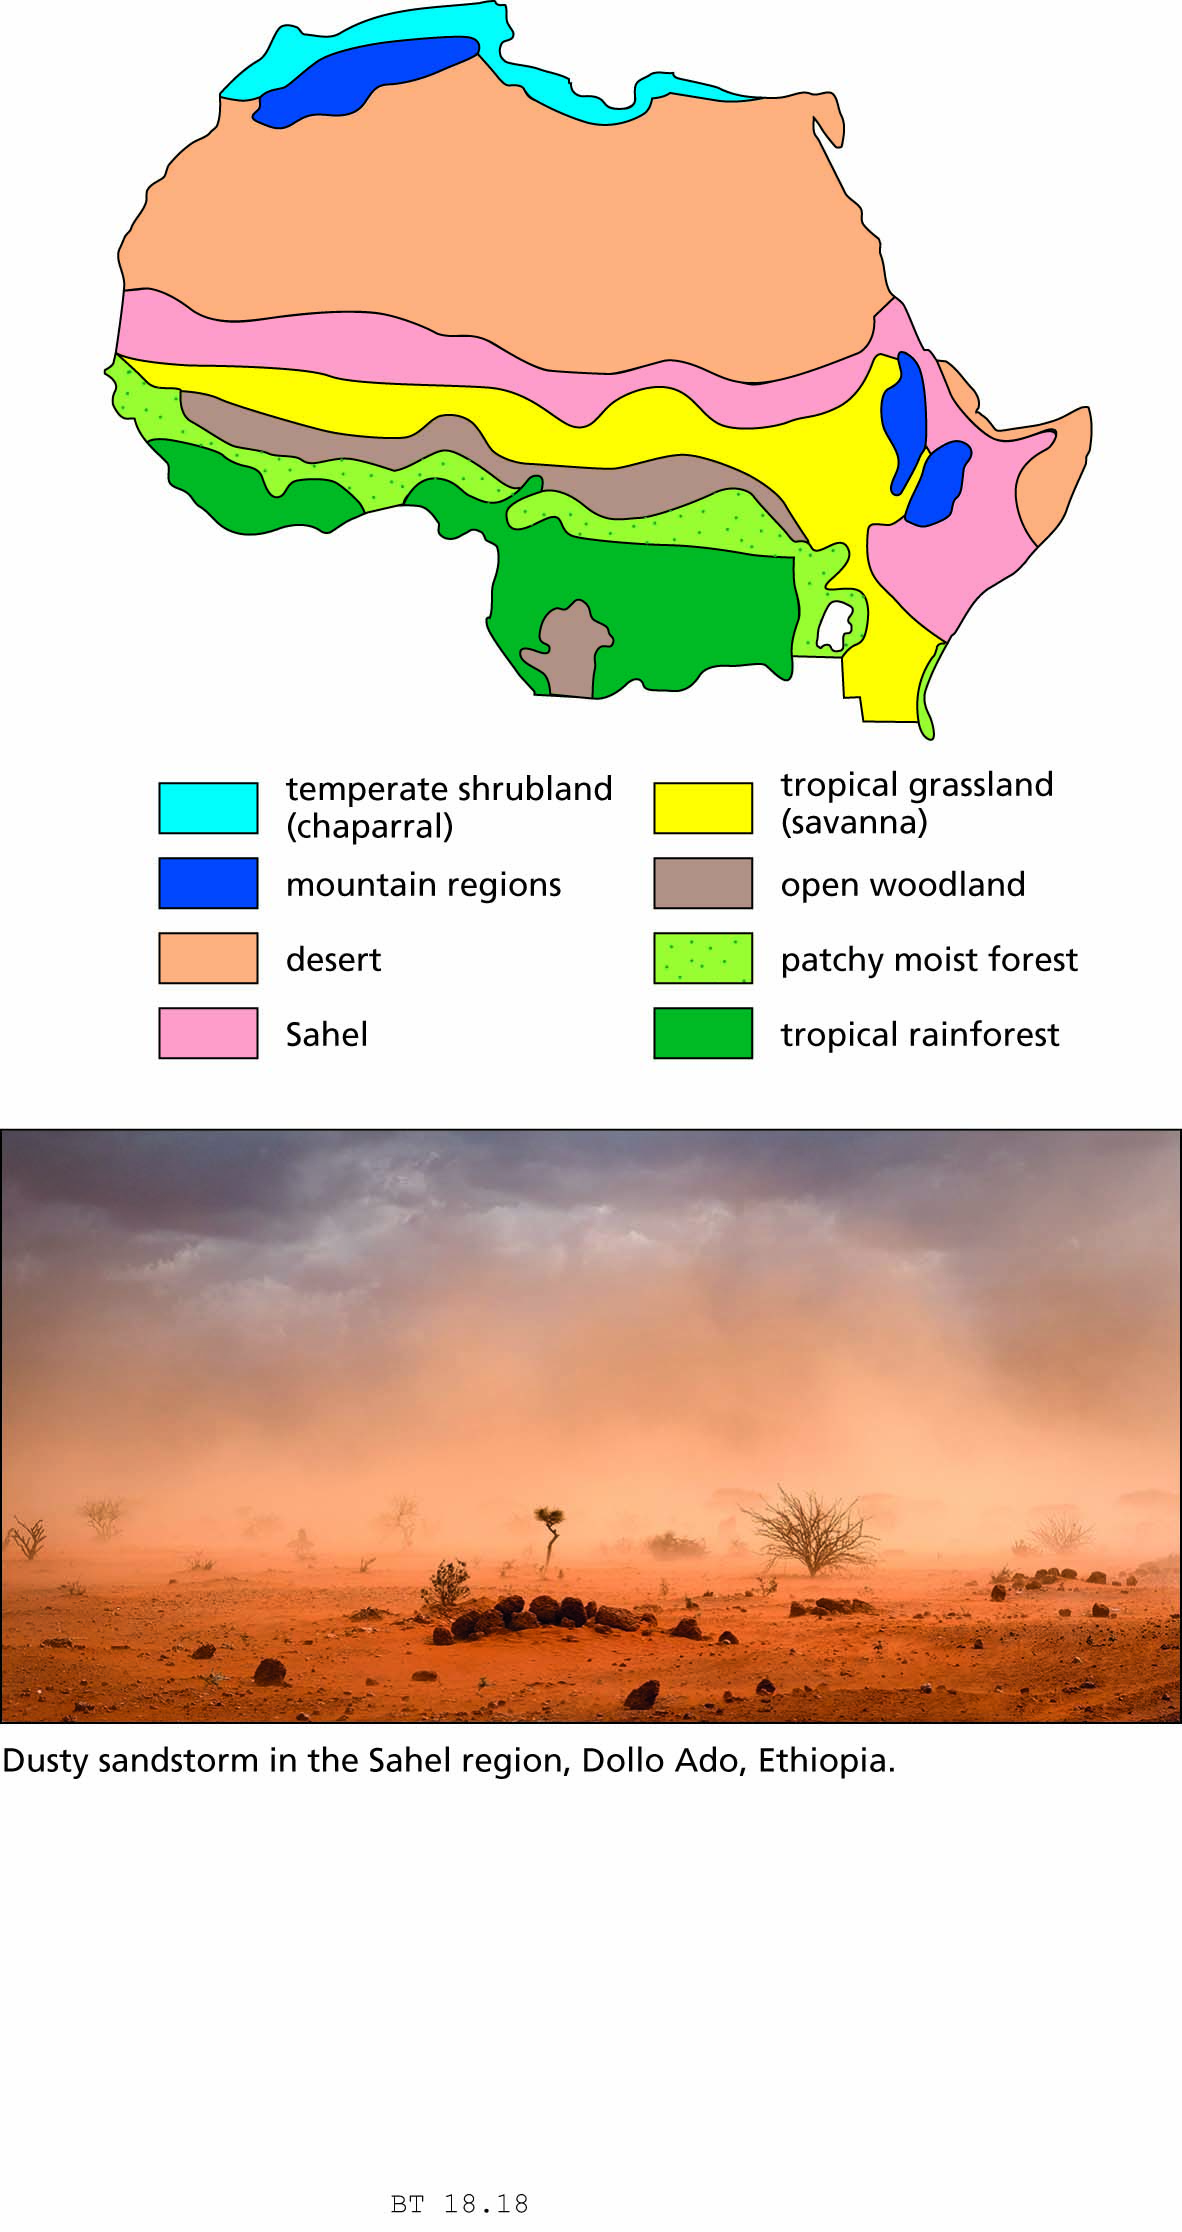 temperate shrubland
(chaparral)
mountain regions
desert
Sahel
tropical grassland
(savanna)
open woodland
patchy moist forest
tropical rainforest
Dusty sandstorm in the Sahel region, Dollo Ado, Ethiopia.
BT 18.18